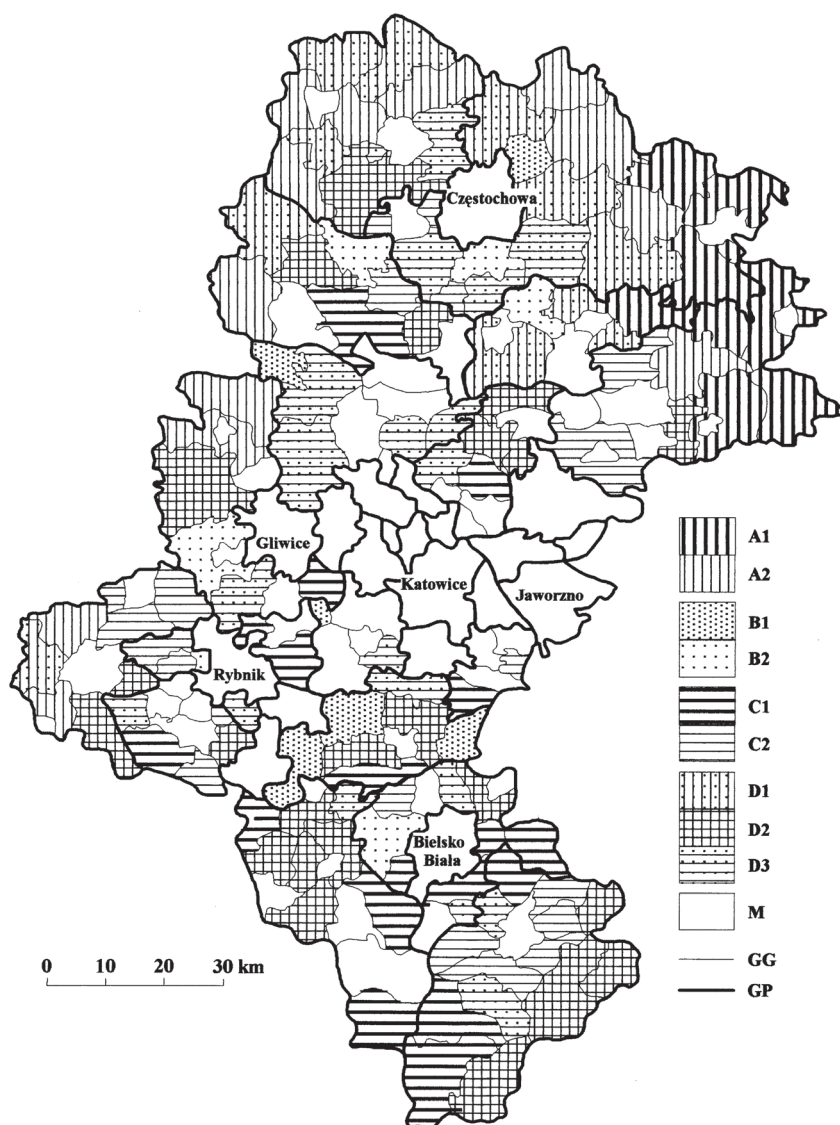 Częstochowa
Gliwice
Katowice
Jaworzno
Rybnik
Bielsko
Biała
0 10 20 30 km
A1
A2
B1
B2
C1
C2
D1
D2
D3
M
GG
GP